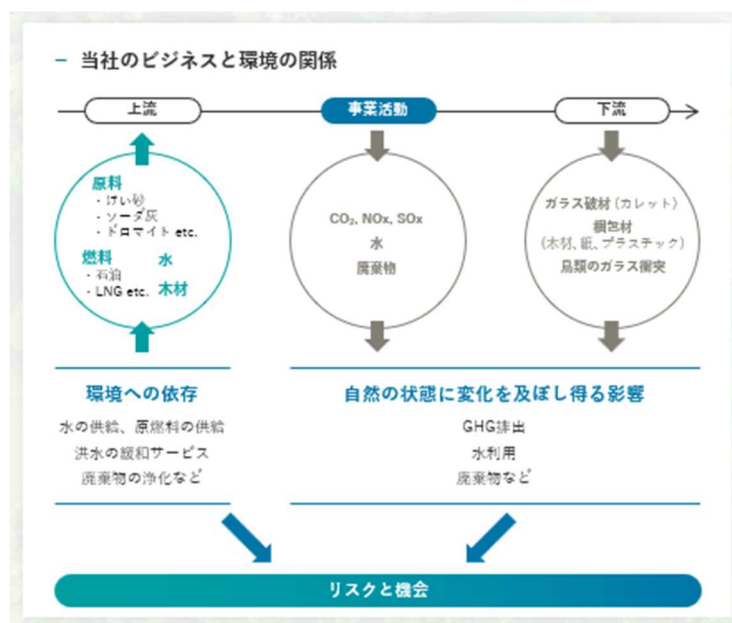 – 当社のビジネスと環境の関係
上流
事業活動
下流
原料
・けい砂
・ソーダ灰
・ドロマイト etc.
燃料
・石油
・LNG etc.
水
木材
CO₂, NOx, SOx
水
廃棄物
ガラス破材（カレット）
梱包材
（木材、紙、プラスチック）
鳥類のガラス衝突
環境への依存
水の供給、原燃料の供給
洪水の緩和サービス
廃棄物の浄化など
自然の状態に変化を及ぼし得る影響
GHG排出
水利用
廃棄物など
リスクと機会